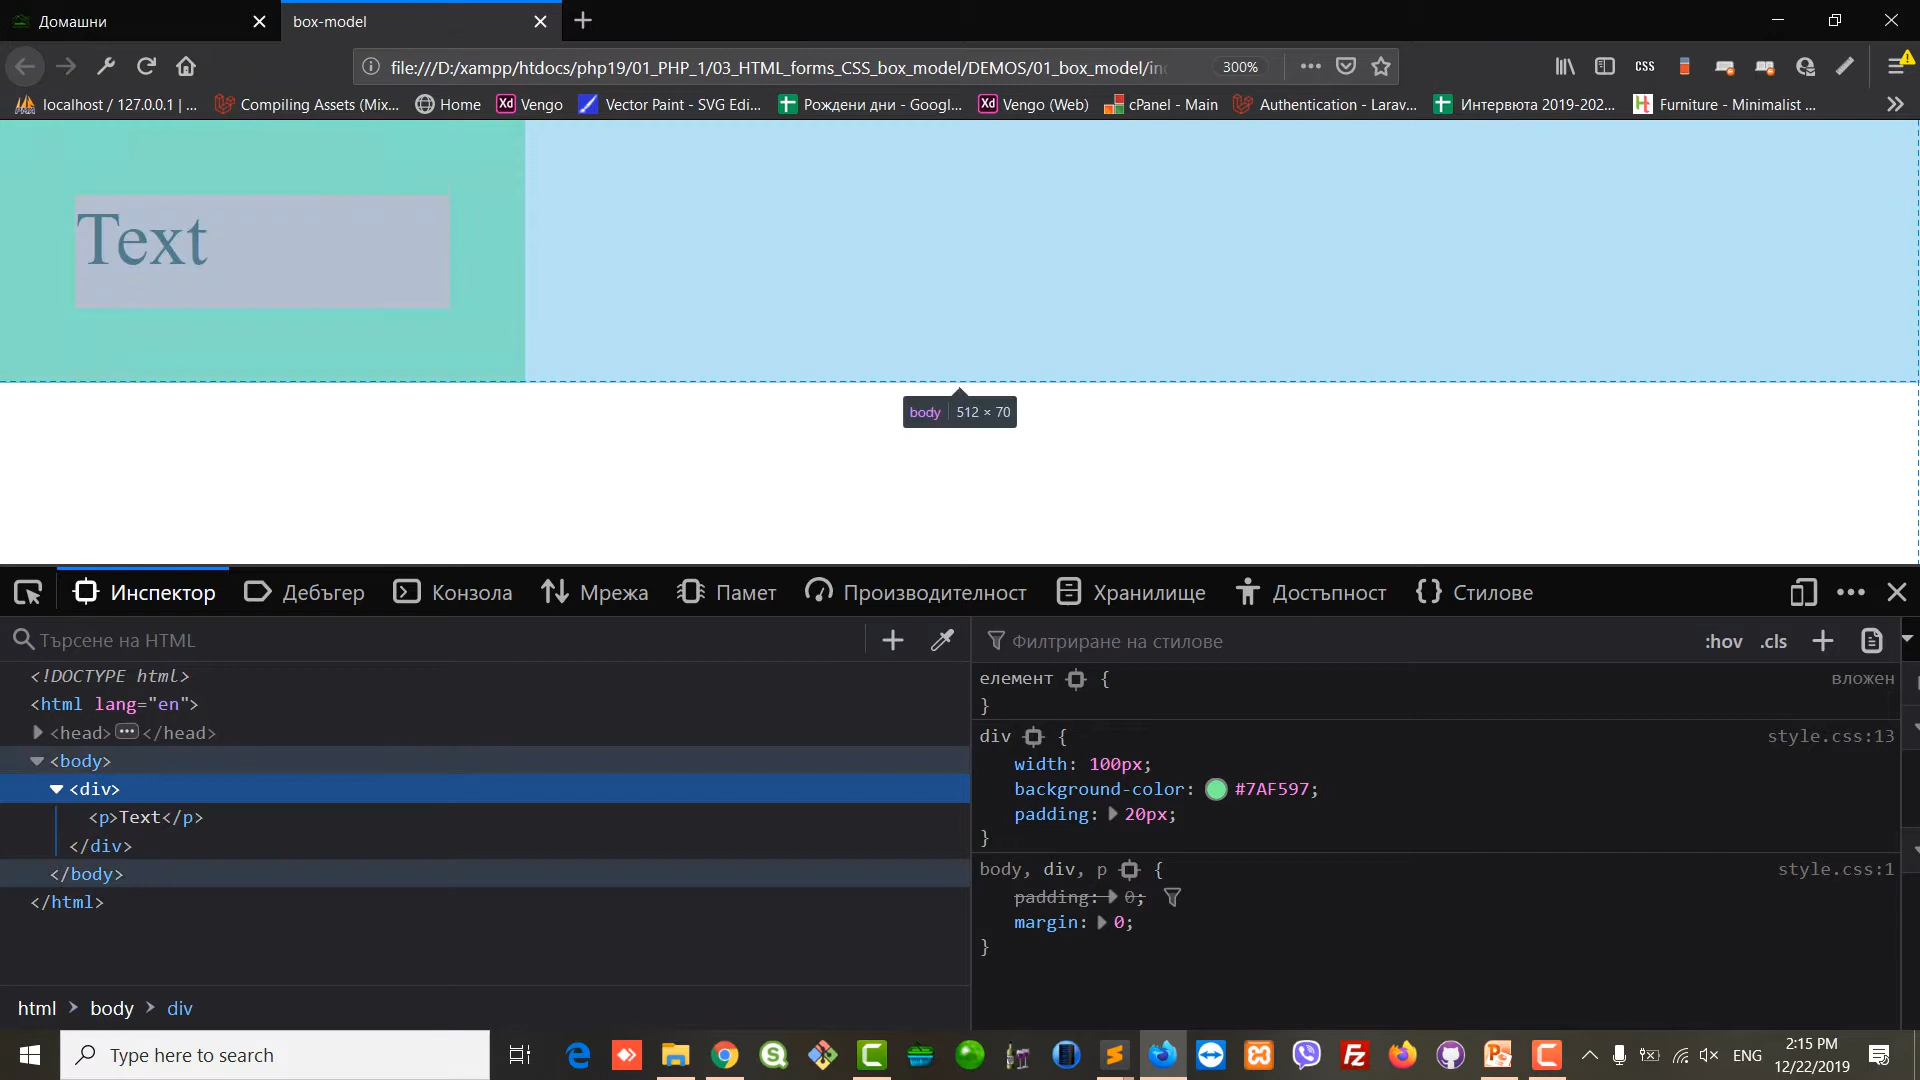 Домашни
box-model
file:///D:/xampp/htdocs/php19/01_PHP_1/03_HTML_forms_CSS_box_model/DEMOS/01_box_model/in
300%
CSS
localhost / 127.0.0.1 | ...
Compiling Assets (Mix...
Home
Xd Vengo
Vector Paint - SVG Edi...
Рождени дни - Googl...
Xd Vengo (Web)
cPanel - Main
Authentication - Larav...
Интервюта 2019-202...
Furniture - Minimalist ...
Text
body 512 × 70
Инспектор
Дебъгер
Конзола
Мрежа
Памет
Производителност
Хранилище
Достъпност
Стилове
Търсене на HTML
Филтриране на стилове
:hov .cls
<!DOCTYPE html>
<html lang="en">
<head>
</head>
<body>
<div>
<p>Text</p>
</div>
</body>
</html>
елемент {
вложен
}
div {
style.css:13
width: 100px;
background-color: #7AF597;
padding: 20px;
}
body, div, p {
style.css:1
padding: 0;
margin: 0;
}
html
body
div
Type here to search
ENG
2:15 PM
12/22/2019